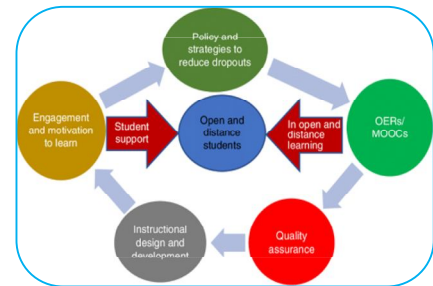 Policy and
strategies to
reduce dropouts
Engagement
and motivation
to learn
Student
support
Open and
distance
students
In open and
distance
learning
OERs/
MOOCs
Instructional
design and
development
Quality
assurance